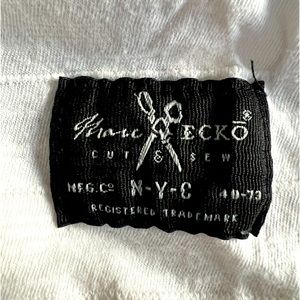 Marc ECKŌ®
CUT & SEW
MFG.Cº N-Y-C 40-73
REGISTERED TRADEMARK